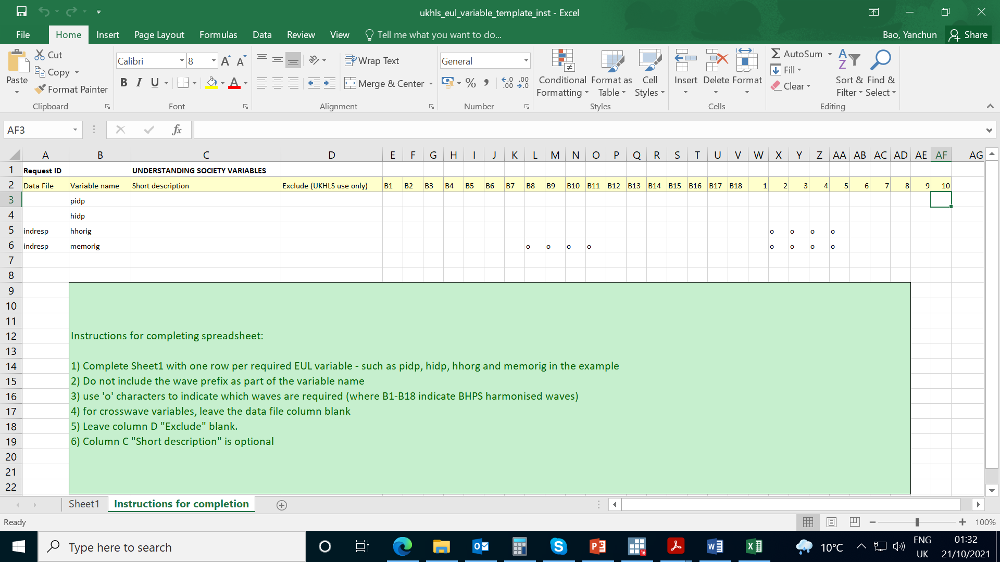 ukhls_eul_variable_template_inst - Excel
File Home Insert Page Layout Formulas Data Review View Tell me what you want to do... Bao, Yanchun Share
Paste Cut Copy Format Painter Clipboard
Calibri 8 A A B I U A Font
Wrap Text Merge & Center Alignment
General % , .0 .00 .00 .0 Number
Conditional Formatting Format as Table Cell Styles Styles
Insert Delete Format Cells
AutoSum Fill Clear Sort & Filter Find & Select Editing
AF3 fx
A B C D E F G H I J K L M N O P Q R S T U V W X Y Z AA AB AC AD AE AF AG
1 Request ID UNDERSTANDING SOCIETY VARIABLES
2 Data File Variable name Short description Exclude (UKHLS use only) B1 B2 B3 B4 B5 B6 B7 B8 B9 B10 B11 B12 B13 B14 B15 B16 B17 B18 1 2 3 4 5 6 7 8 9 10
3 pidp
4 hidp
5 indresp hhorig o o o o
6 indresp memorig o o o o o o o o
7
8
9
10
11
12 Instructions for completing spreadsheet:
13
14 1) Complete Sheet1 with one row per required EUL variable - such as pidp, hidp, hhorg and memorig in the example
15 2) Do not include the wave prefix as part of the variable name
16 3) use 'o' characters to indicate which waves are required (where B1-B18 indicate BHPS harmonised waves)
17 4) for crosswave variables, leave the data file column blank
18 5) Leave column D "Exclude" blank.
19 6) Column C "Short description" is optional
20
21
22
Sheet1 Instructions for completion
Ready 100%
Type here to search 10°C ENG 01:32
UK 21/10/2021